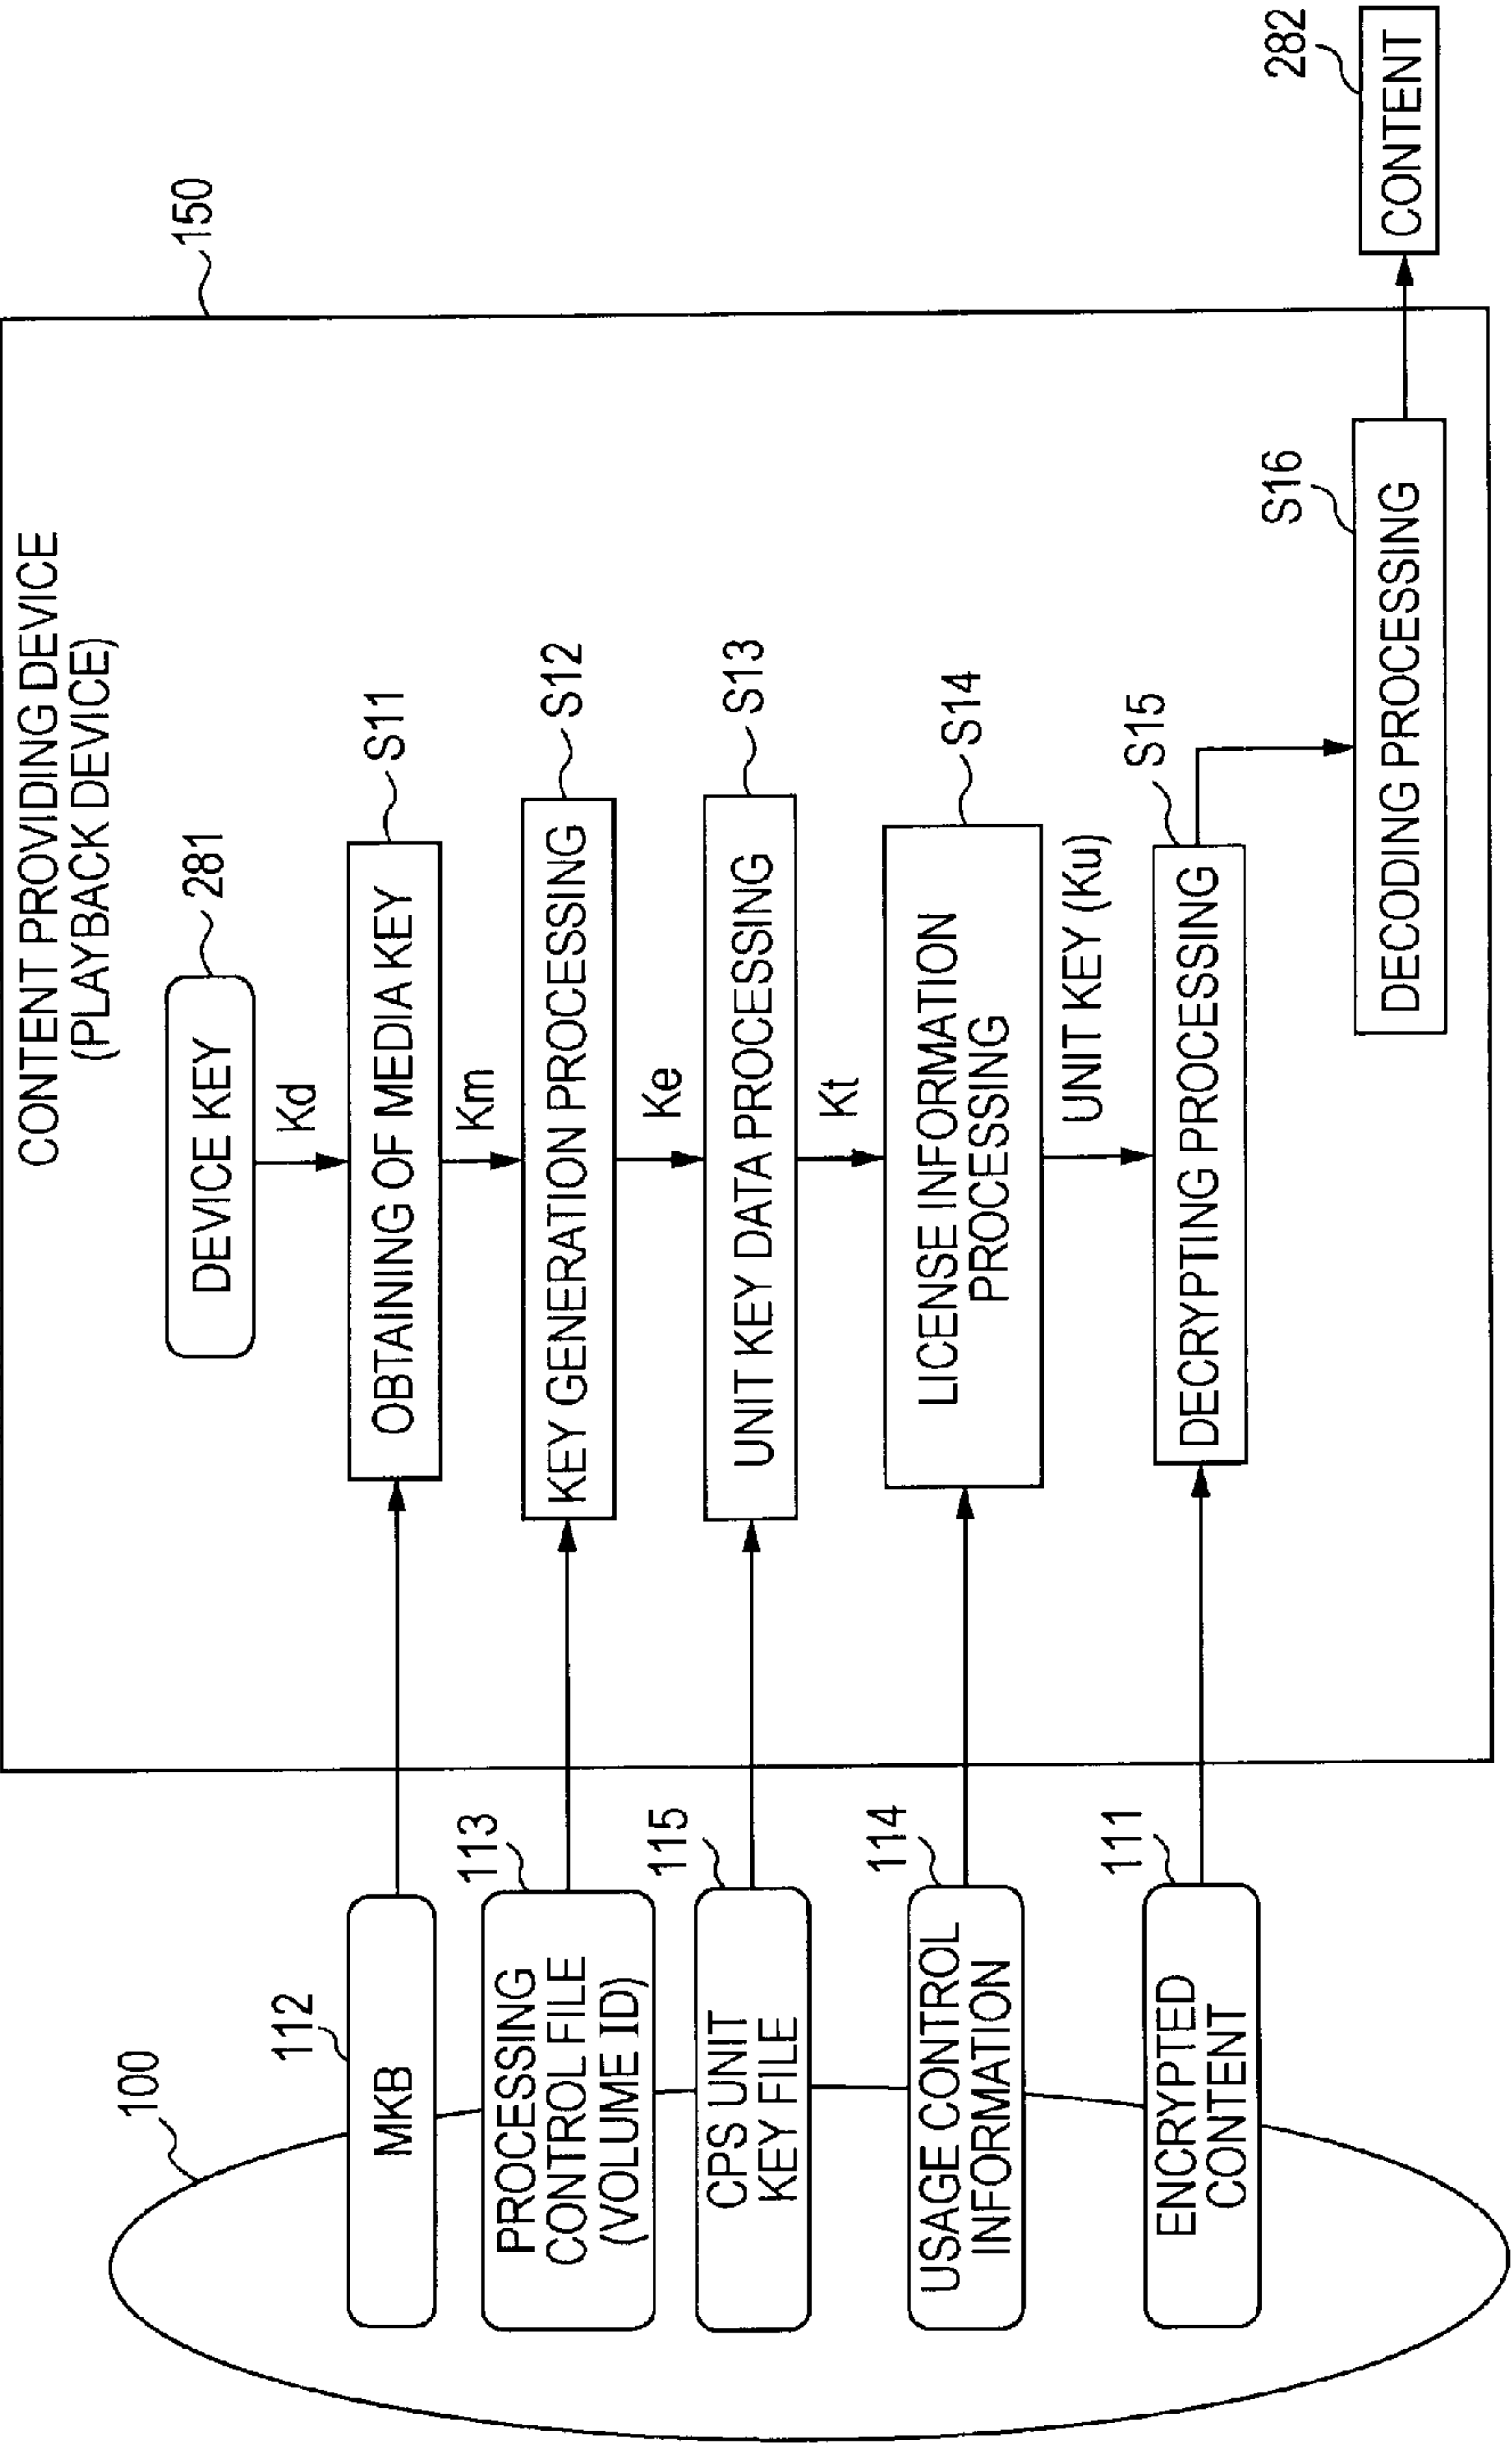 CONTENT PROVIDING DEVICE
(PLAYBACK DEVICE)
150
100
281
DEVICE KEY
Kd
112
MKB
S11
OBTAINING OF MEDIA KEY
Km
113
PROCESSING
CONTROL FILE
(VOLUME ID)
S12
KEY GENERATION PROCESSING
Ke
115
CPS UNIT
KEY FILE
S13
UNIT KEY DATA PROCESSING
Kt
114
USAGE CONTROL
INFORMATION
S14
LICENSE INFORMATION
PROCESSING
UNIT KEY (Ku)
111
ENCRYPTED
CONTENT
S15
DECRYPTING PROCESSING
S16
DECODING PROCESSING
282
CONTENT